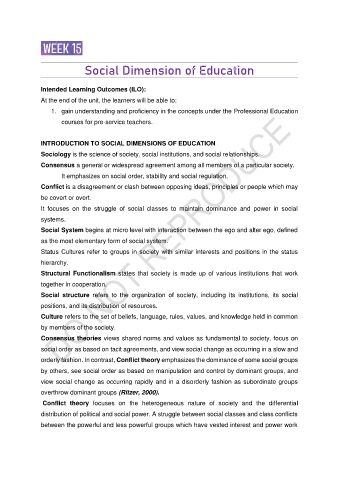 WEEK 15
Social Dimension of Education
Intended Learning Outcomes (ILO):
At the end of the unit, the learners will be able to:
1. gain understanding and proficiency in the concepts under the Professional Education
courses for pre-service teachers.
INTRODUCTION TO SOCIAL DIMENSIONS OF EDUCATION
Sociology is the science of society, social institutions, and social relationships.
Consensus is general or widespread agreement among all members of a particular society.
It emphasizes on social order, stability and social regulation.
Conflict is a disagreement or clash between opposing ideas, principles or people which may
be covert or overt.
It focuses on the struggle of social classes to maintain dominance and power in social
systems.
Social System begins at micro level with interaction between the ego and alter ego, defined
as the most elementary form of social system.
Status Cultures refer to groups in society with similar interests and positions in the status
hierarchy.
Structural Functionalism states that society is made up of various institutions that work
together in cooperation.
Social structure refers to the organization of society, including its institutions, its social
positions, and its distribution of resources.
Culture refers to the set of beliefs, language, rules, values, and knowledge held in common
by members of the society.
Consensus theories views shared norms and values as fundamental to society, focus on
social order as based on tacit agreements, and view social change as occurring in a slow and
orderly fashion. In contrast, Conflict theory emphasizes the dominance of some social groups
by others, see social order as based on manipulation and control by dominant groups, and
view social change as occurring rapidly and in a disorderly fashion as subordinate groups
overthrow dominant groups (Ritzer, 2000).
Conflict theory focuses on the heterogeneous nature of society and the differential
distribution of political and social power. A struggle between social classes and class conflicts
between the powerful and less powerful groups which have vested interest and power work
DO NOT REPRODUCE